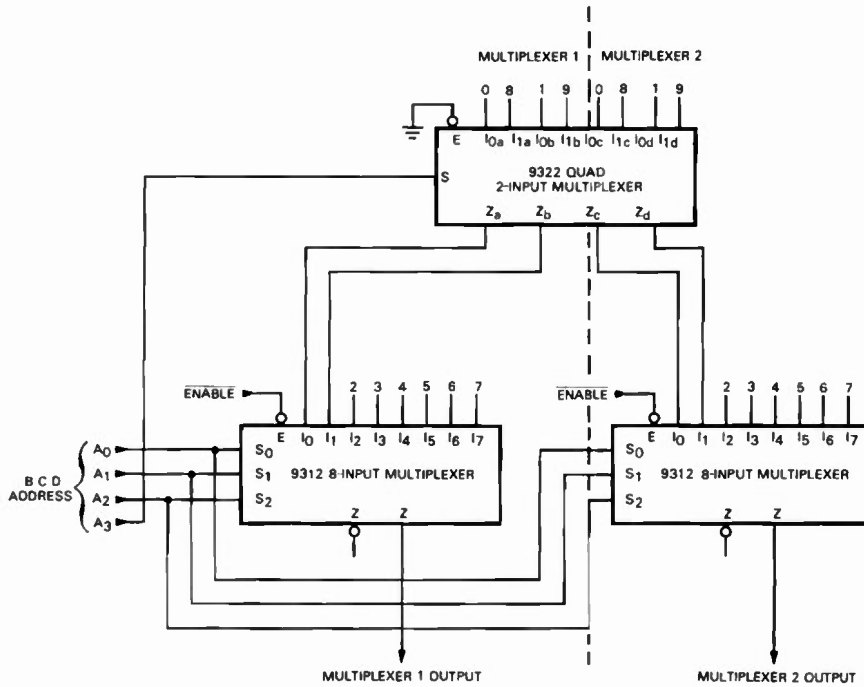 MULTIPLEXER 1 MULTIPLEXER 2
0 8 1 9 0 8 1 9
E I0a I1a I0b I1b I0c I1c I0d I1d
S
9322 QUAD
2-INPUT MULTIPLEXER
Za Zb Zc Zd
ENABLE 2 3 4 5 6 7 ENABLE 2 3 4 5 6 7
E I0 I1 I2 I3 I4 I5 I6 I7 E I0 I1 I2 I3 I4 I5 I6 I7
B C D
ADDRESS
A0 S0 S0
A1 S1 9312 8-INPUT MULTIPLEXER S1 9312 8-INPUT MULTIPLEXER
A2 S2 S2
A3
Z Z Z Z
MULTIPLEXER 1 OUTPUT MULTIPLEXER 2 OUTPUT